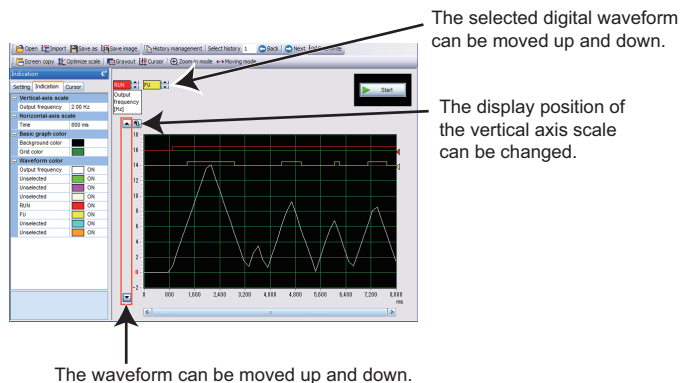 The selected digital waveform
can be moved up and down.
Open Import Save as Save image History management Select history 1 Back Next
Screen copy Optimize scale Grayout Cursor Zoom-in mode Moving mode
Indication
Setting Indication Cursor
Vertical-axis scale
Output frequency 2.00 Hz
Horizontal-axis scale
Time 800 ms
Basic graph color
Background color
Grid color
Waveform color
Output frequency ON
Unselected ON
Unselected ON
Unselected ON
RUN ON
FU ON
Unselected ON
Unselected ON
RUN FU
Output
frequency
[Hz]
Start
The display position of
the vertical axis scale
can be changed.
18
16
14
12
10
8
6
4
2
0
-2
0 800 1,600 2,400 3,200 4,000 4,800 5,600 6,400 7,200 8,000
ms
The waveform can be moved up and down.